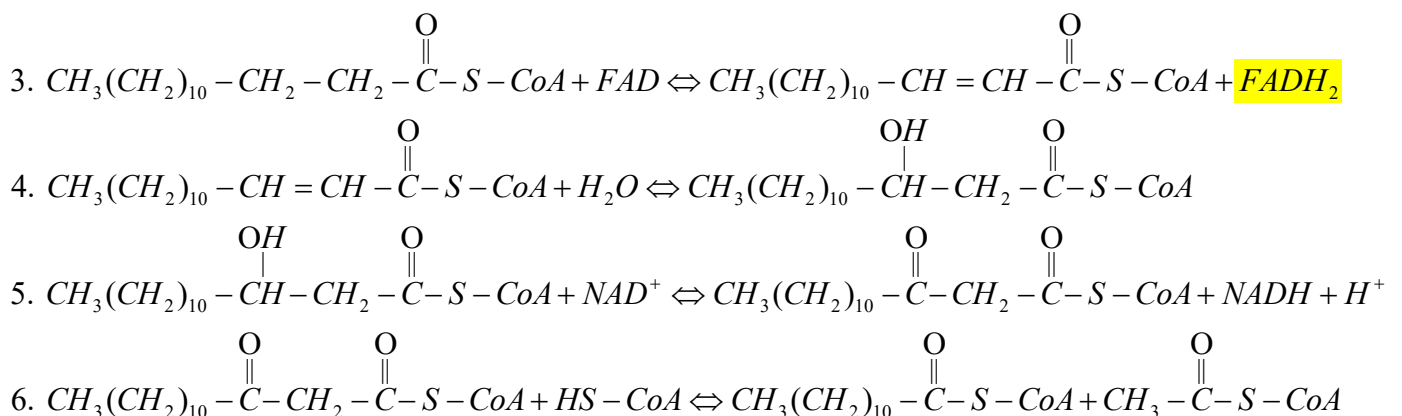 O O
3. CH₃(CH₂)₁₀ − CH₂ − CH₂ − C − S − CoA + FAD ⇔ CH₃(CH₂)₁₀ − CH = CH − C − S − CoA + FADH₂
O OH O
4. CH₃(CH₂)₁₀ − CH = CH − C − S − CoA + H₂O ⇔ CH₃(CH₂)₁₀ − CH − CH₂ − C − S − CoA
OH O O O
5. CH₃(CH₂)₁₀ − CH − CH₂ − C − S − CoA + NAD⁺ ⇔ CH₃(CH₂)₁₀ − C − CH₂ − C − S − CoA + NADH + H⁺
O O O O
6. CH₃(CH₂)₁₀ − C − CH₂ − C − S − CoA + HS − CoA ⇔ CH₃(CH₂)₁₀ − C − S − CoA + CH₃ − C − S − CoA